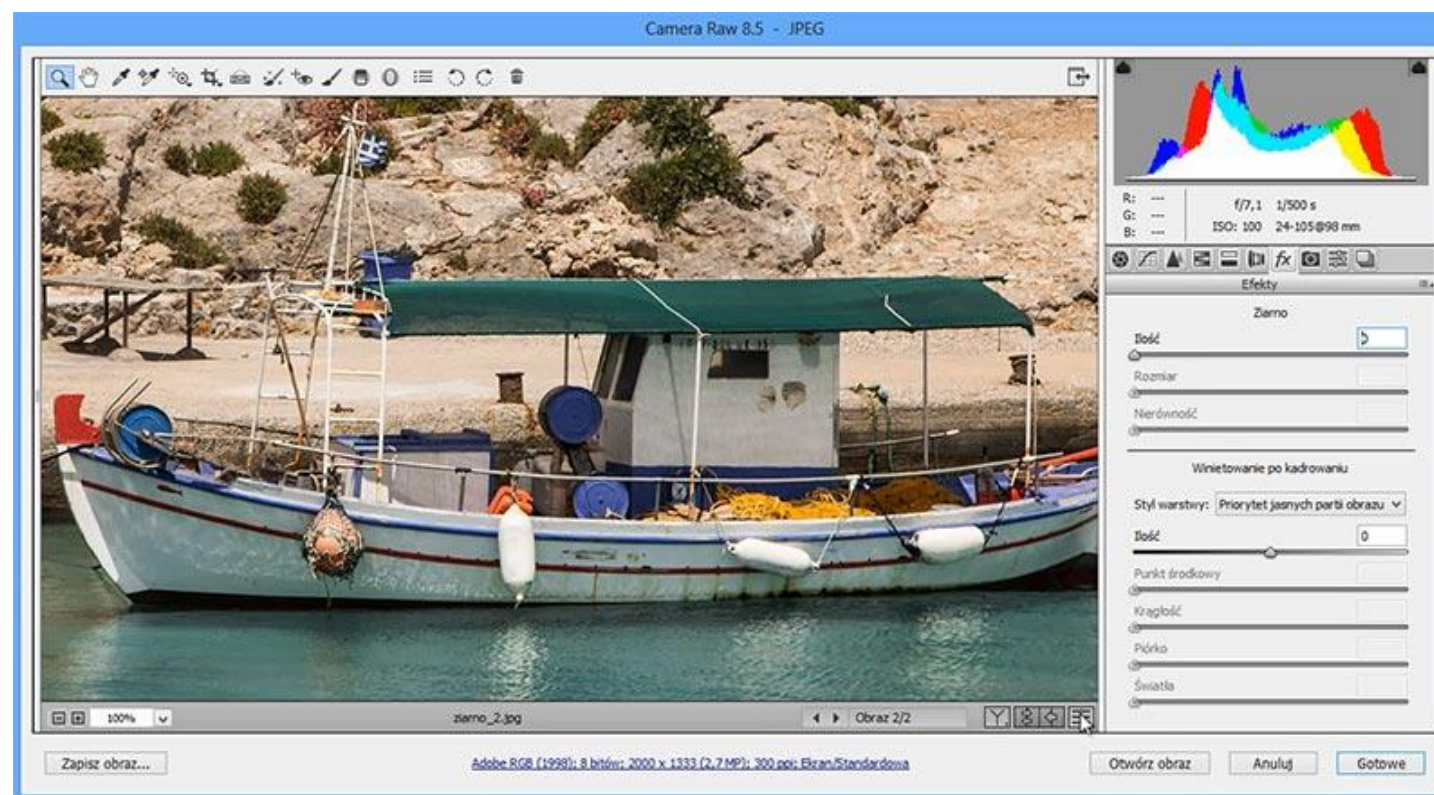 Camera Raw 8.5 - JPEG
R: ---
G: ---
B: ---
f/7,1 1/500 s
ISO: 100 24-105@98 mm
fx
Efekty
Ziarno
Ilość
Rozmiar
Nierówność
Winietowanie po kadrowaniu
Styl warstwy: Priorytet jasnych partii obrazu
Ilość 0
Punkt środkowy
Krągłość
Piórko
Światła
100% ziarno_2.jpg Obraz 2/2 Y
Zapisz obraz... Adobe RGB (1998); 8 bitów; 2000 x 1333 (2,7 MP); 300 ppi; Ekran/Standardowa Otwórz obraz Anuluj Gotowe